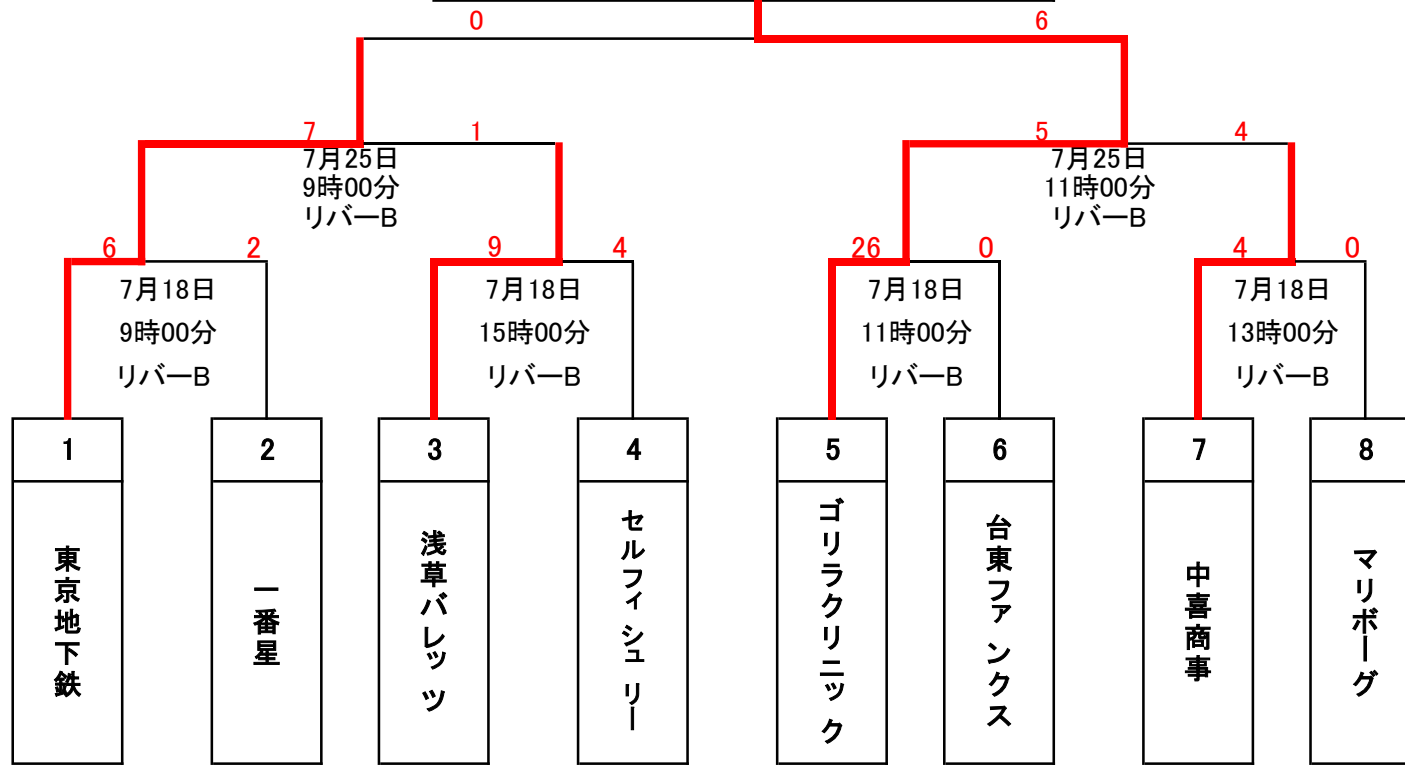 0 6
7 1 5 4
7月25日 7月25日
9時00分 11時00分
リバーB リバーB
6 2 9 4 26 0 4 0
7月18日 7月18日 7月18日 7月18日
9時00分 15時00分 11時00分 13時00分
リバーB リバーB リバーB リバーB
1 2 3 4 5 6 7 8
東京地下鉄
一番星
浅草バレッツ
セルフィシュリー
ゴリラクリニック
台東ファンクス
中喜商事
マリボーグ